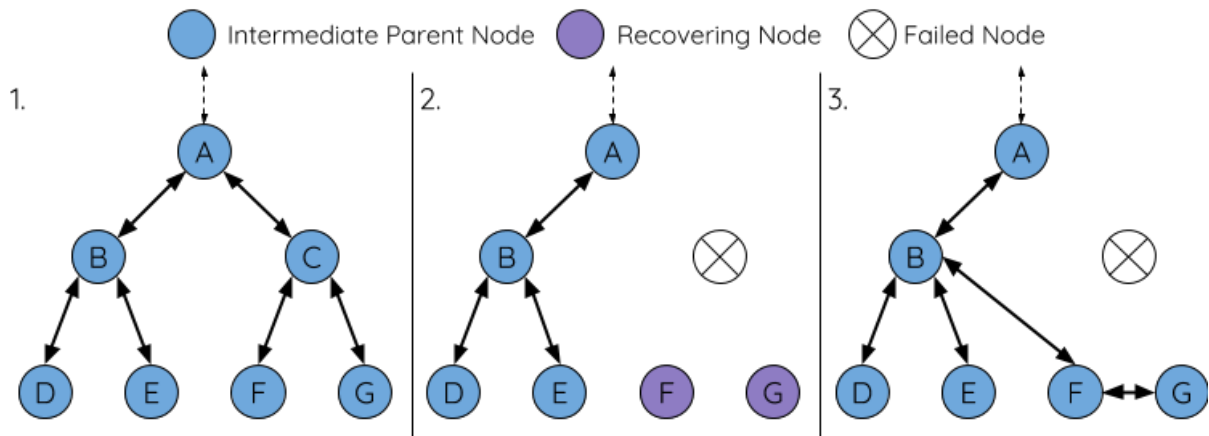 Intermediate Parent Node Recovering Node Failed Node
1. 2. 3.
A A A
B C B B
D E F G D E F G D E F G